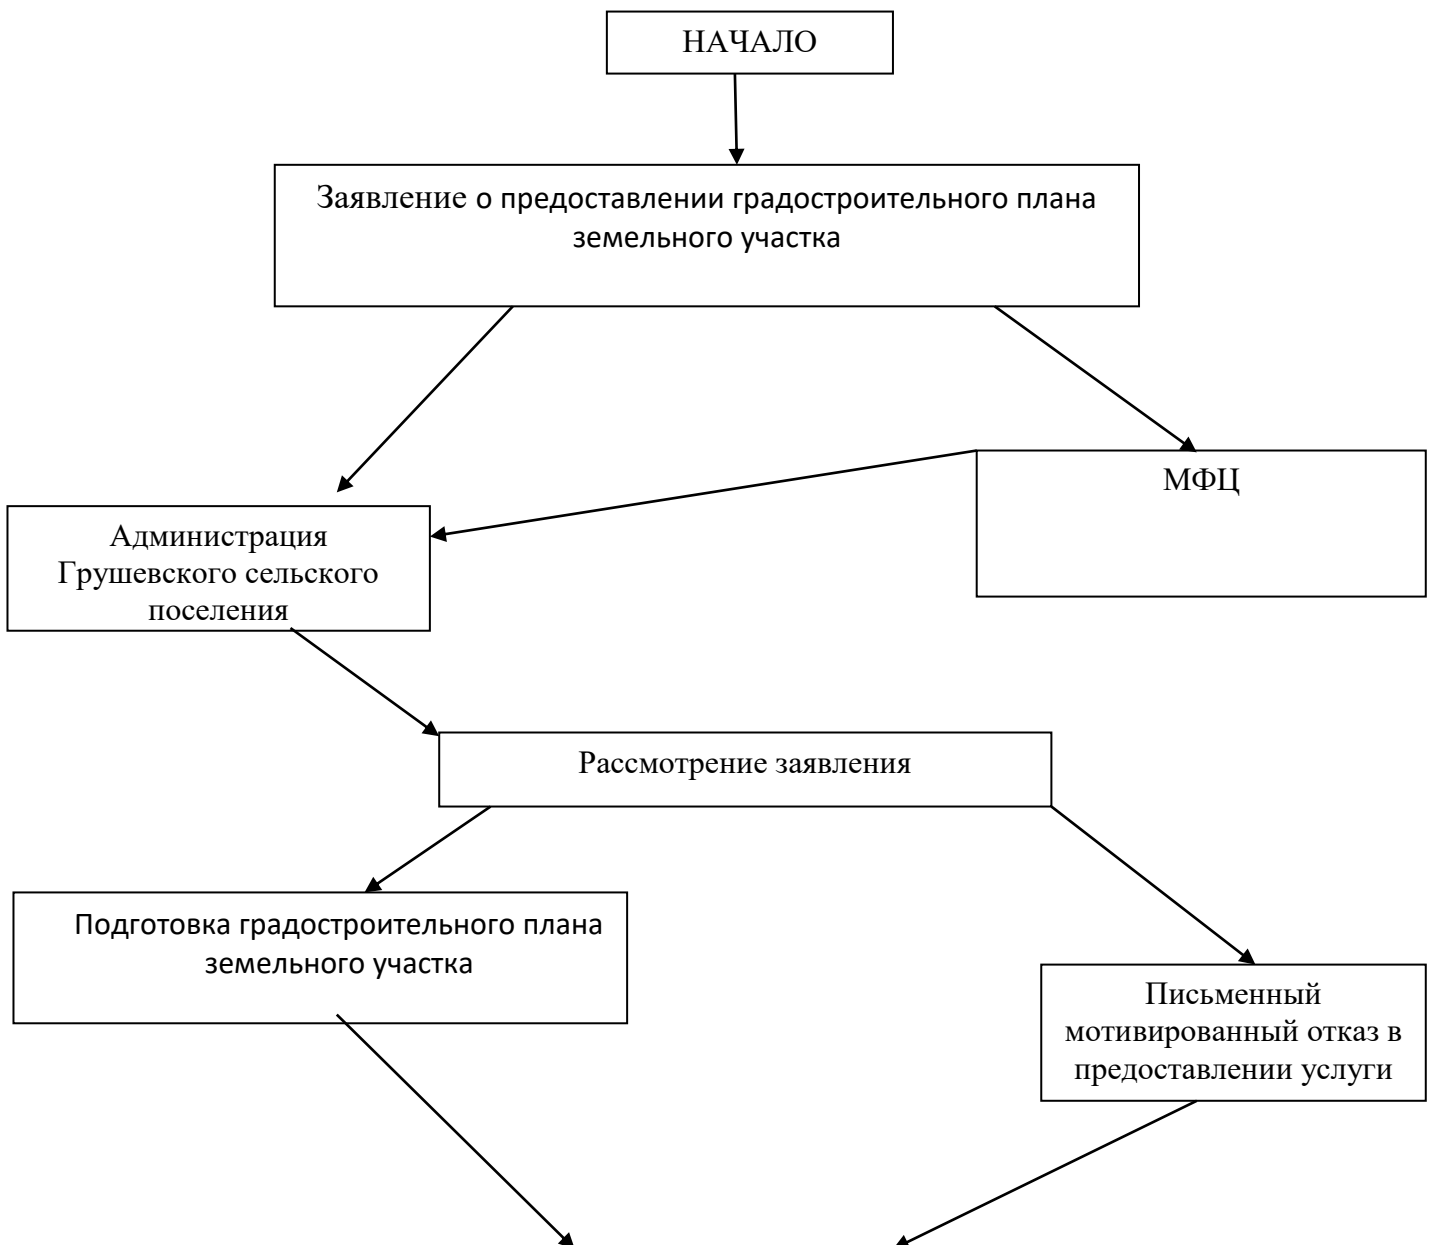 НАЧАЛО
Заявление о предоставлении градостроительного плана
земельного участка
МФЦ
Администрация
Грушевского сельского
поселения
Рассмотрение заявления
Подготовка градостроительного плана
земельного участка
Письменный
мотивированный отказ в
предоставлении услуги